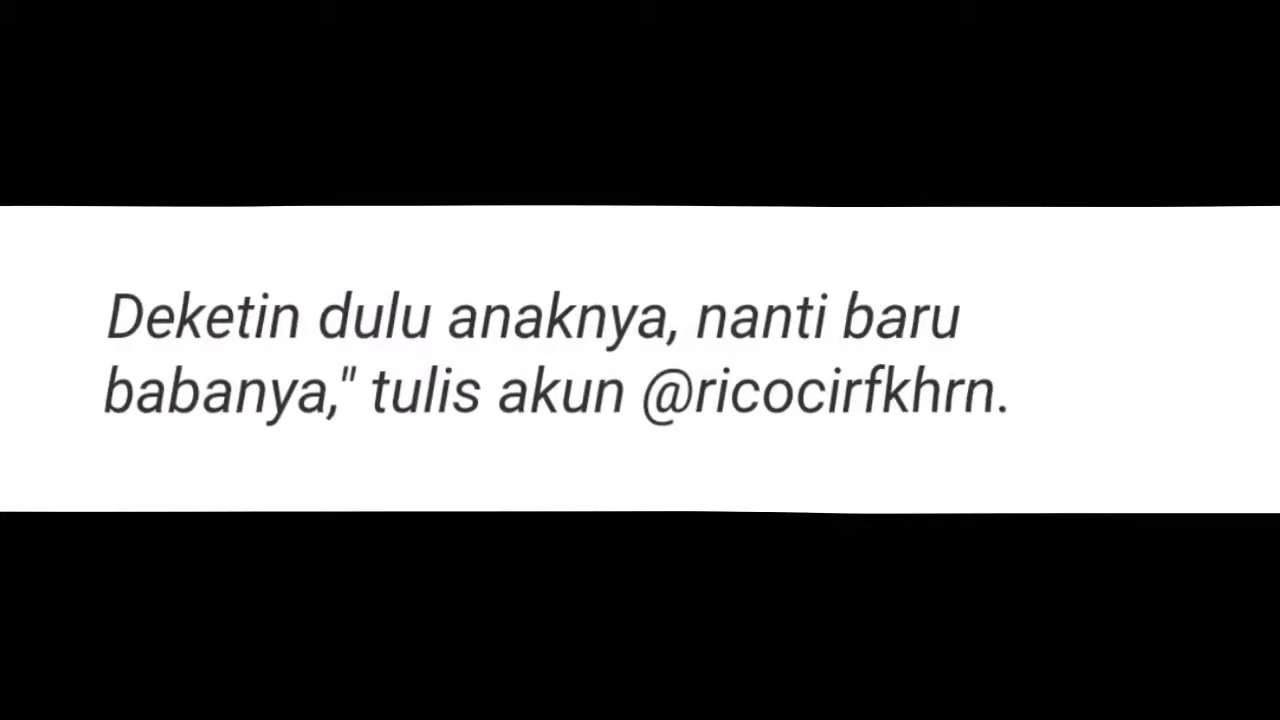 Deketin dulu anaknya, nanti baru
babanya," tulis akun @ricocirfkhrn.